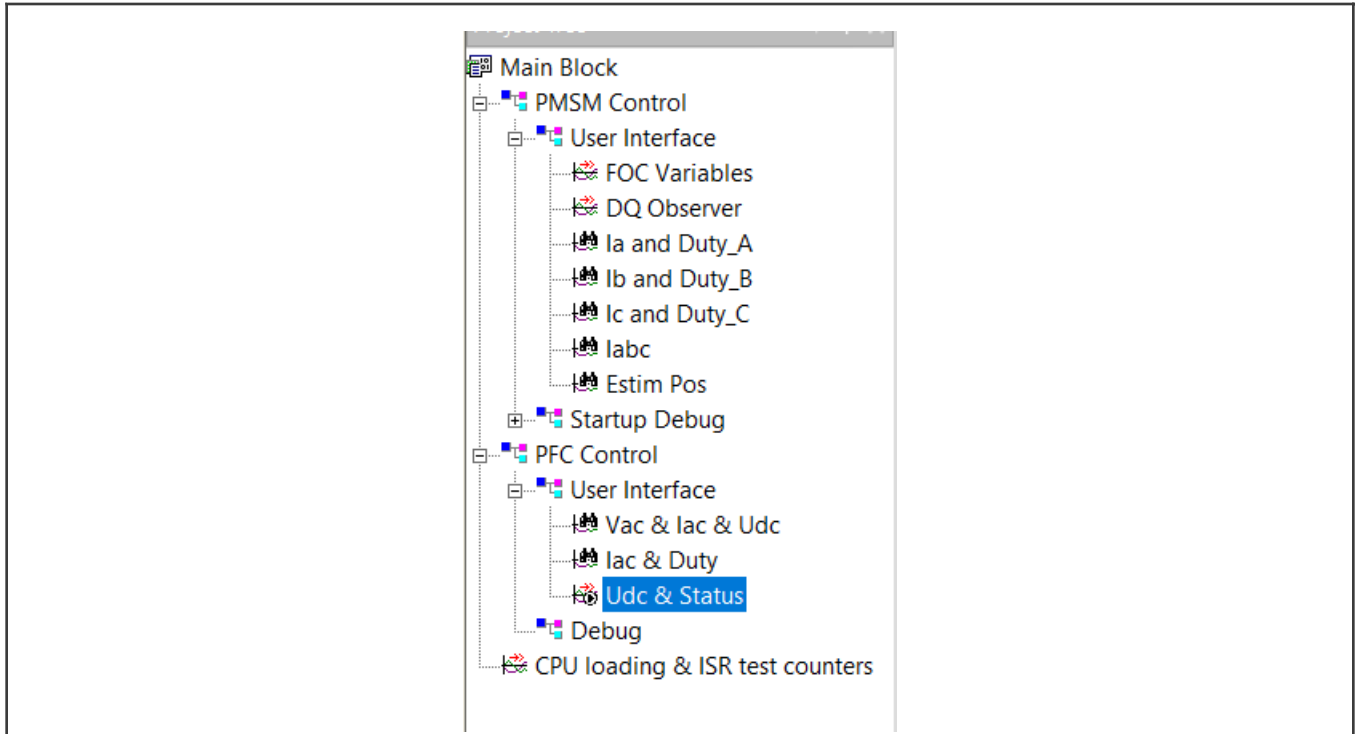 Main Block
PMSM Control
User Interface
FOC Variables
DQ Observer
Ia and Duty_A
Ib and Duty_B
Ic and Duty_C
Iabc
Estim Pos
Startup Debug
PFC Control
User Interface
Vac & Iac & Udc
Iac & Duty
Udc & Status
Debug
CPU loading & ISR test counters